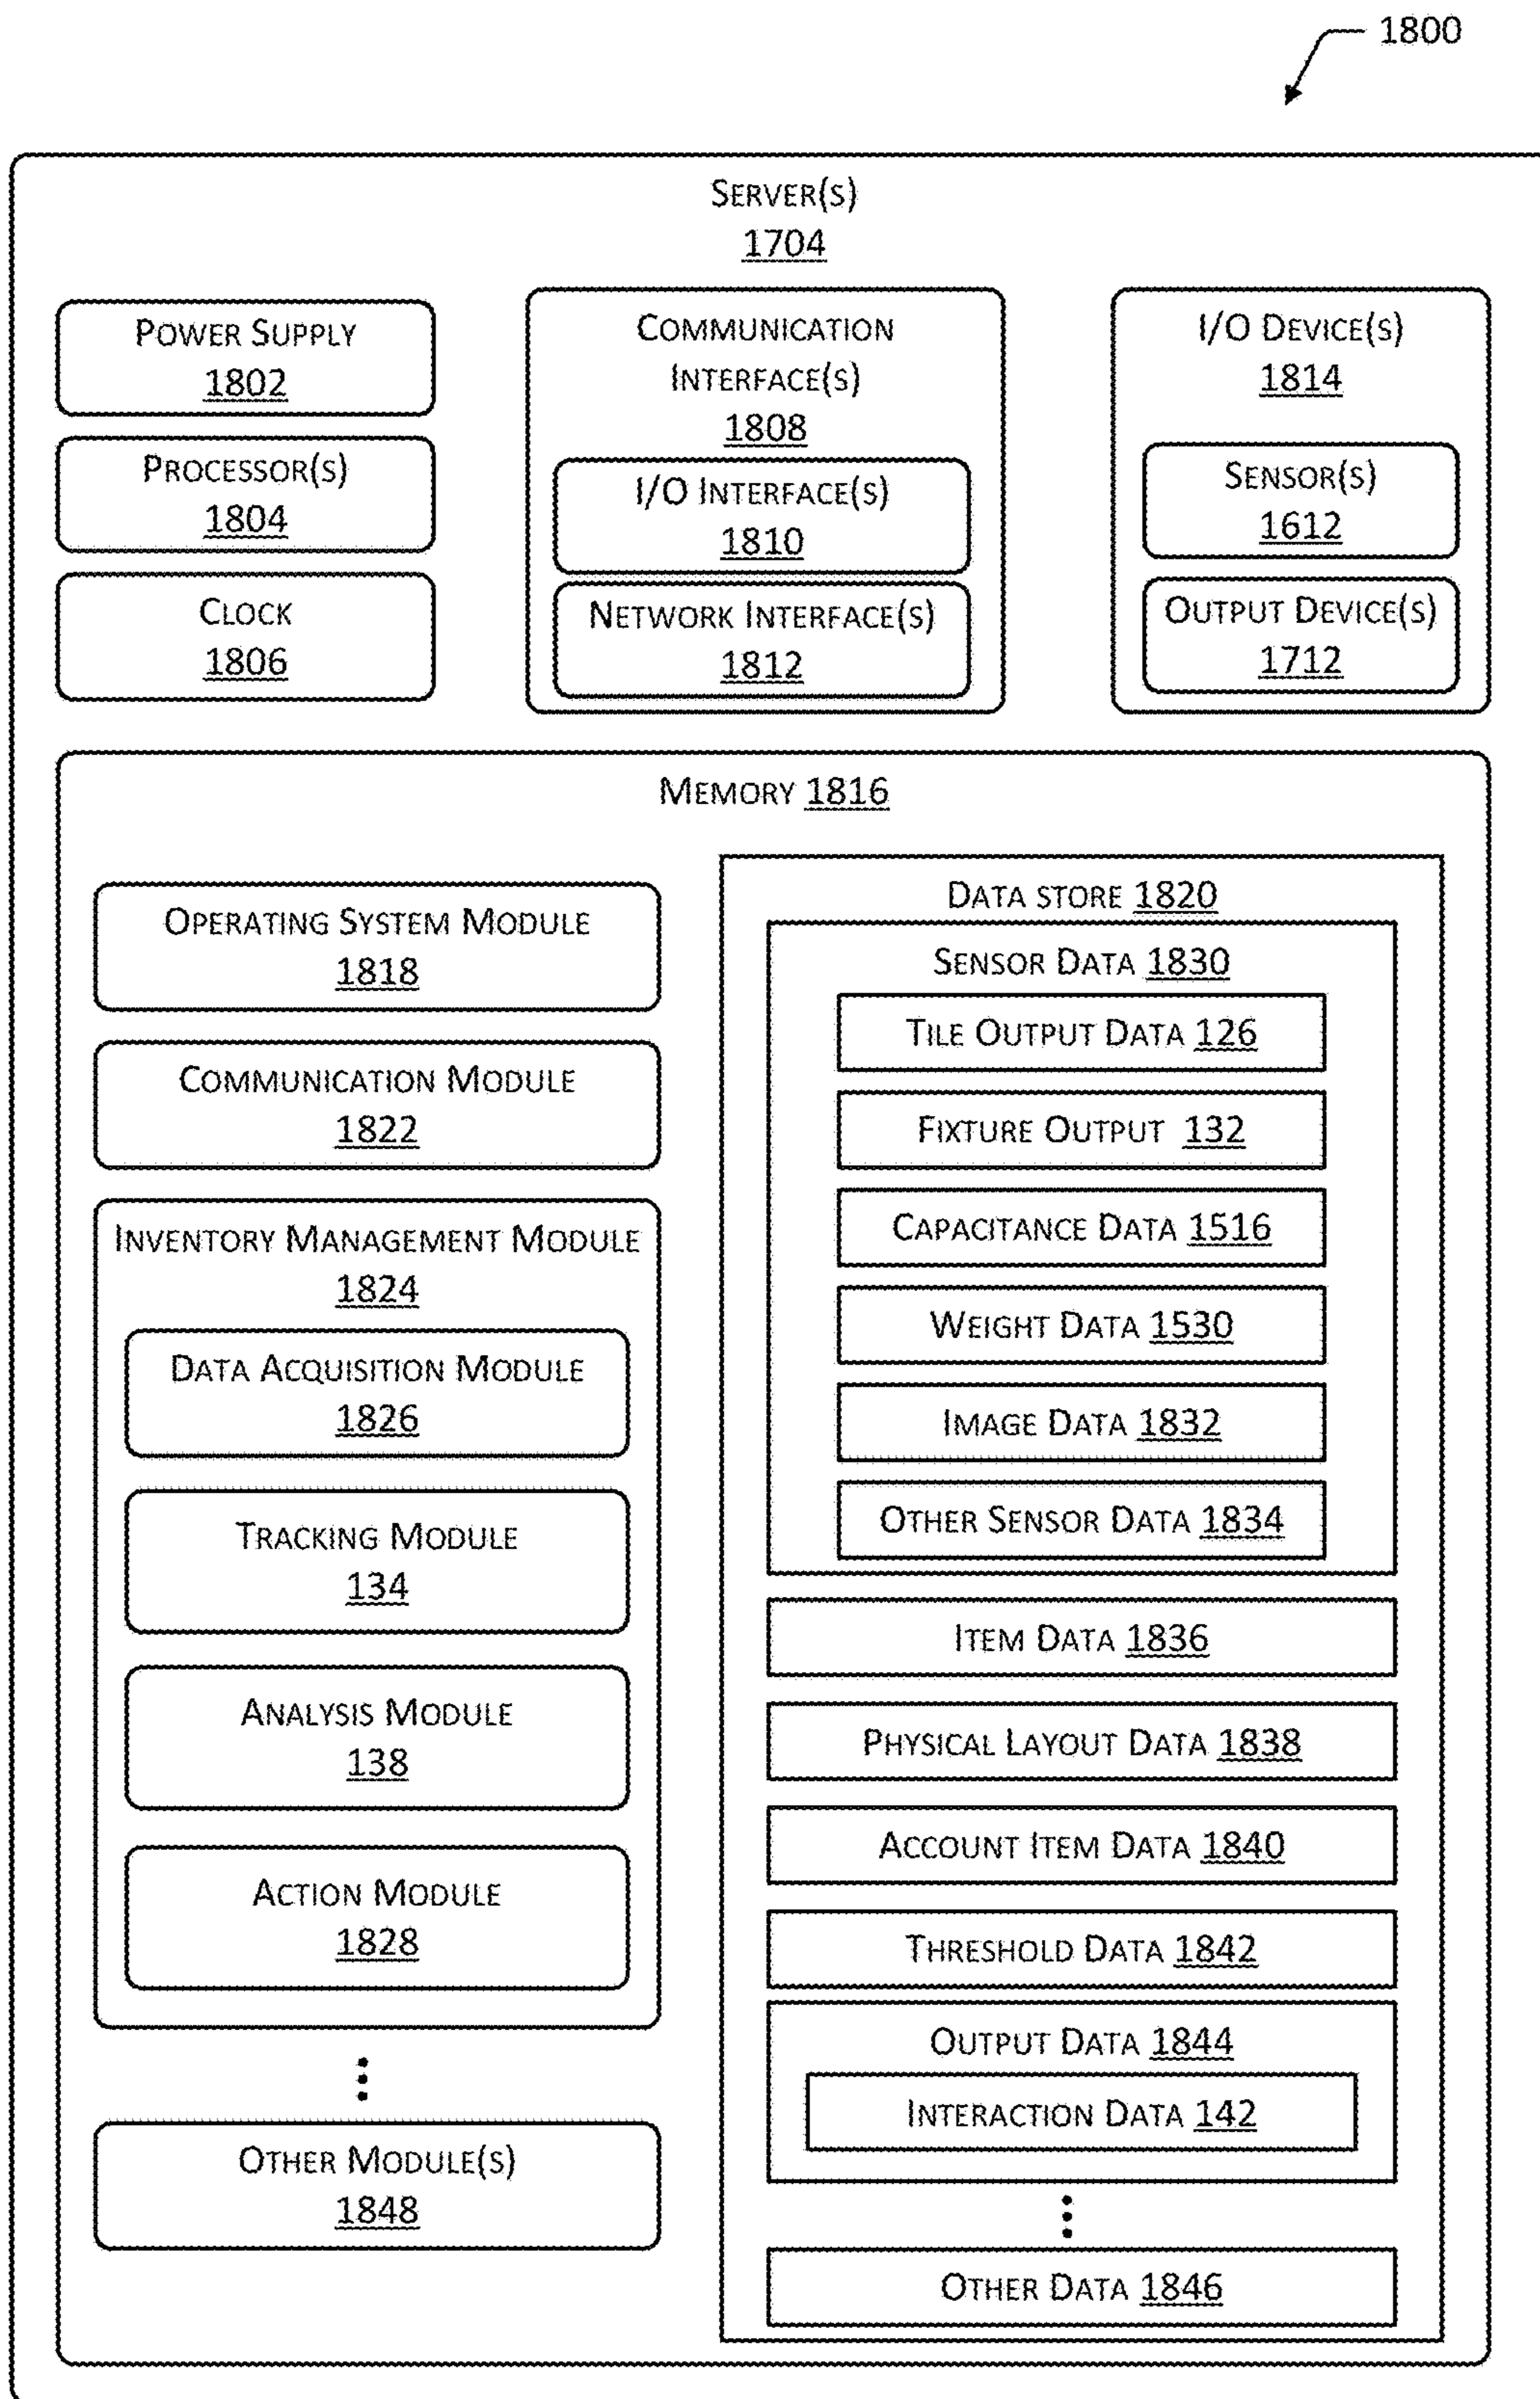 1800
SERVER(S)
1704
POWER SUPPLY
1802
PROCESSOR(S)
1804
CLOCK
1806
COMMUNICATION
INTERFACE(S)
1808
I/O INTERFACE(S)
1810
NETWORK INTERFACE(S)
1812
I/O DEVICE(S)
1814
SENSOR(S)
1612
OUTPUT DEVICE(S)
1712
MEMORY 1816
OPERATING SYSTEM MODULE
1818
COMMUNICATION MODULE
1822
INVENTORY MANAGEMENT MODULE
1824
DATA ACQUISITION MODULE
1826
TRACKING MODULE
134
ANALYSIS MODULE
138
ACTION MODULE
1828
OTHER MODULE(S)
1848
DATA STORE 1820
SENSOR DATA 1830
TILE OUTPUT DATA 126
FIXTURE OUTPUT 132
CAPACITANCE DATA 1516
WEIGHT DATA 1530
IMAGE DATA 1832
OTHER SENSOR DATA 1834
ITEM DATA 1836
PHYSICAL LAYOUT DATA 1838
ACCOUNT ITEM DATA 1840
THRESHOLD DATA 1842
OUTPUT DATA 1844
INTERACTION DATA 142
OTHER DATA 1846